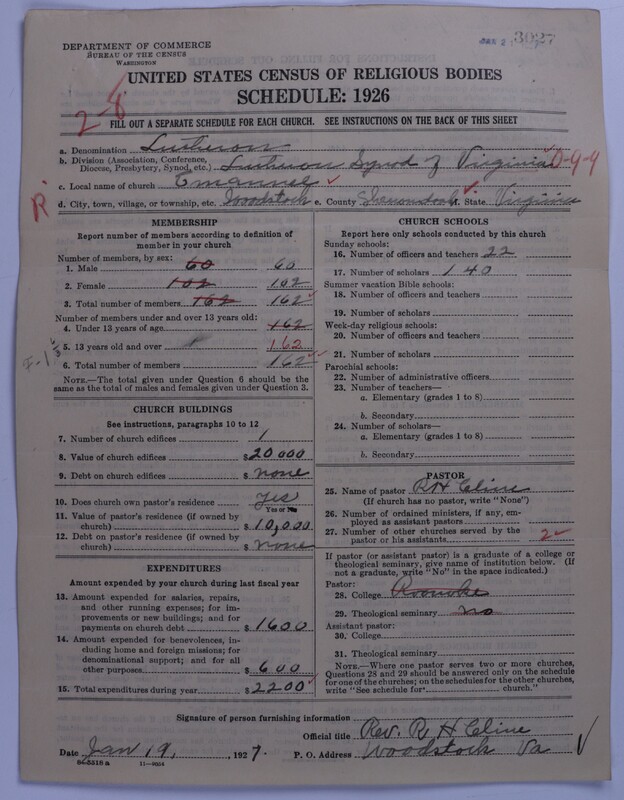 JAN 2
3027
DEPARTMENT OF COMMERCE
BUREAU OF THE CENSUS
WASHINGTON
UNITED STATES CENSUS OF RELIGIOUS BODIES
SCHEDULE: 1926
2-8
FILL OUT A SEPARATE SCHEDULE FOR EACH CHURCH. SEE INSTRUCTIONS ON THE BACK OF THIS SHEET
a. Denomination Lutheran
b. Division (Association, Conference, Diocese, Presbytery, Synod, etc.) Lutheran Synod of Virginia 0-9-9
c. Local name of church Emanuel
R
d. City, town, village, or township, etc. Woodstock e. County Shenandoah f. State Virginia
MEMBERSHIP
Report number of members according to definition of
member in your church
Number of members, by sex:
1. Male 60 60
2. Female 102 102
3. Total number of members 162 162
Number of members under and over 13 years old:
4. Under 13 years of age 162
5. 13 years old and over 162
6. Total number of members 162
NOTE.—The total given under Question 6 should be
same as the total of males and females given under Question 3.
CHURCH BUILDINGS
See instructions, paragraphs 10 to 12
7. Number of church edifices 1
8. Value of church edifices $20000
9. Debt on church edifices $ none
10. Does church own pastor's residence yes
Yes or No
11. Value of pastor's residence (if owned by
church) $10,000
12. Debt on pastor's residence (if owned by
church) $ none
EXPENDITURES
Amount expended by your church during last fiscal year
13. Amount expended for salaries, repairs,
and other running expenses; for im-
provements or new buildings; and for
payments on church debt $ 1600
14. Amount expended for benevolences, in-
cluding home and foreign missions; for
denominational support; and for all
other purposes $ 600
15. Total expenditures during year $ 2200
CHURCH SCHOOLS
Report here only schools conducted by this church
Sunday schools:
16. Number of officers and teachers 22
17. Number of scholars 140
Summer vacation Bible schools:
18. Number of officers and teachers
19. Number of scholars
Week-day religious schools:
20. Number of officers and teachers
21. Number of scholars
Parochial schools:
22. Number of administrative officers
23. Number of teachers—
a. Elementary (grades 1 to 8)
b. Secondary
24. Number of scholars—
a. Elementary (grades 1 to 8)
b. Secondary
PASTOR
25. Name of pastor R H Cline
(If church has no pastor, write "None")
26. Number of ordained ministers, if any, em-
ployed as assistant pastors
27. Number of other churches served by the
pastor or his assistants 2
If pastor (or assistant pastor) is a graduate of a college or
theological seminary, give name of institution below. (If
not a graduate, write "No" in the space indicated.)
Pastor:
28. College Roanoke
29. Theological seminary no
Assistant pastor:
30. College
31. Theological seminary
NOTE.—Where one pastor serves two or more churches,
Questions 28 and 29 should be answered only on the schedule
for one of the churches; on the schedules for the other churches,
write "See schedule for church."
Signature of person furnishing information
Official title Rev. R H Cline
Date Jan 19, 1927. P. O. Address Woodstock Va
8-5518a 11-9554